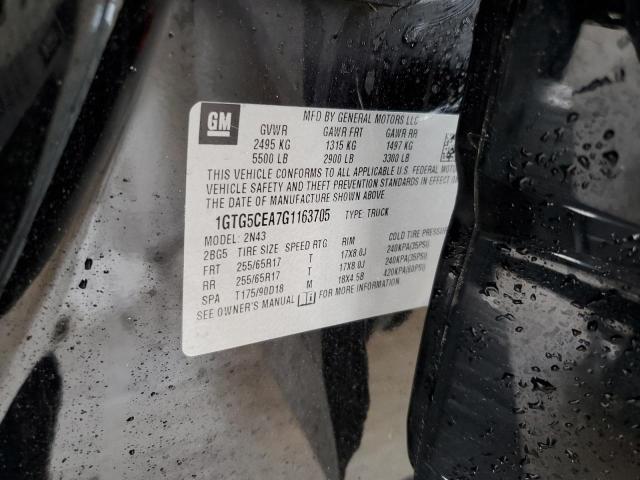 GM
MFD BY GENERAL MOTORS LLC
GVWR GAWR FRT GAWR RR
2495 KG 1315 KG 1497 KG
5500 LB 2900 LB 3300 LB
THIS VEHICLE CONFORMS TO ALL APPLICABLE U.S. FEDERAL MOTOR
VEHICLE SAFETY AND THEFT PREVENTION STANDARDS IN EFFECT ON
THE DATE OF MANUFACTURE SHOWN ABOVE.
1GTG5CEA7G1163705 TYPE: TRUCK
MODEL: 2N43
2BG5 TIRE SIZE SPEED RTG RIM COLD TIRE PRESSURE
FRT 255/65R17 T 17X8.0J 240KPA(35PSI)
RR 255/65R17 T 17X8.0J 240KPA(35PSI)
SPA T175/90D18 M 18X4.5B 420KPA(60PSI)
SEE OWNER'S MANUAL FOR MORE INFORMATION.